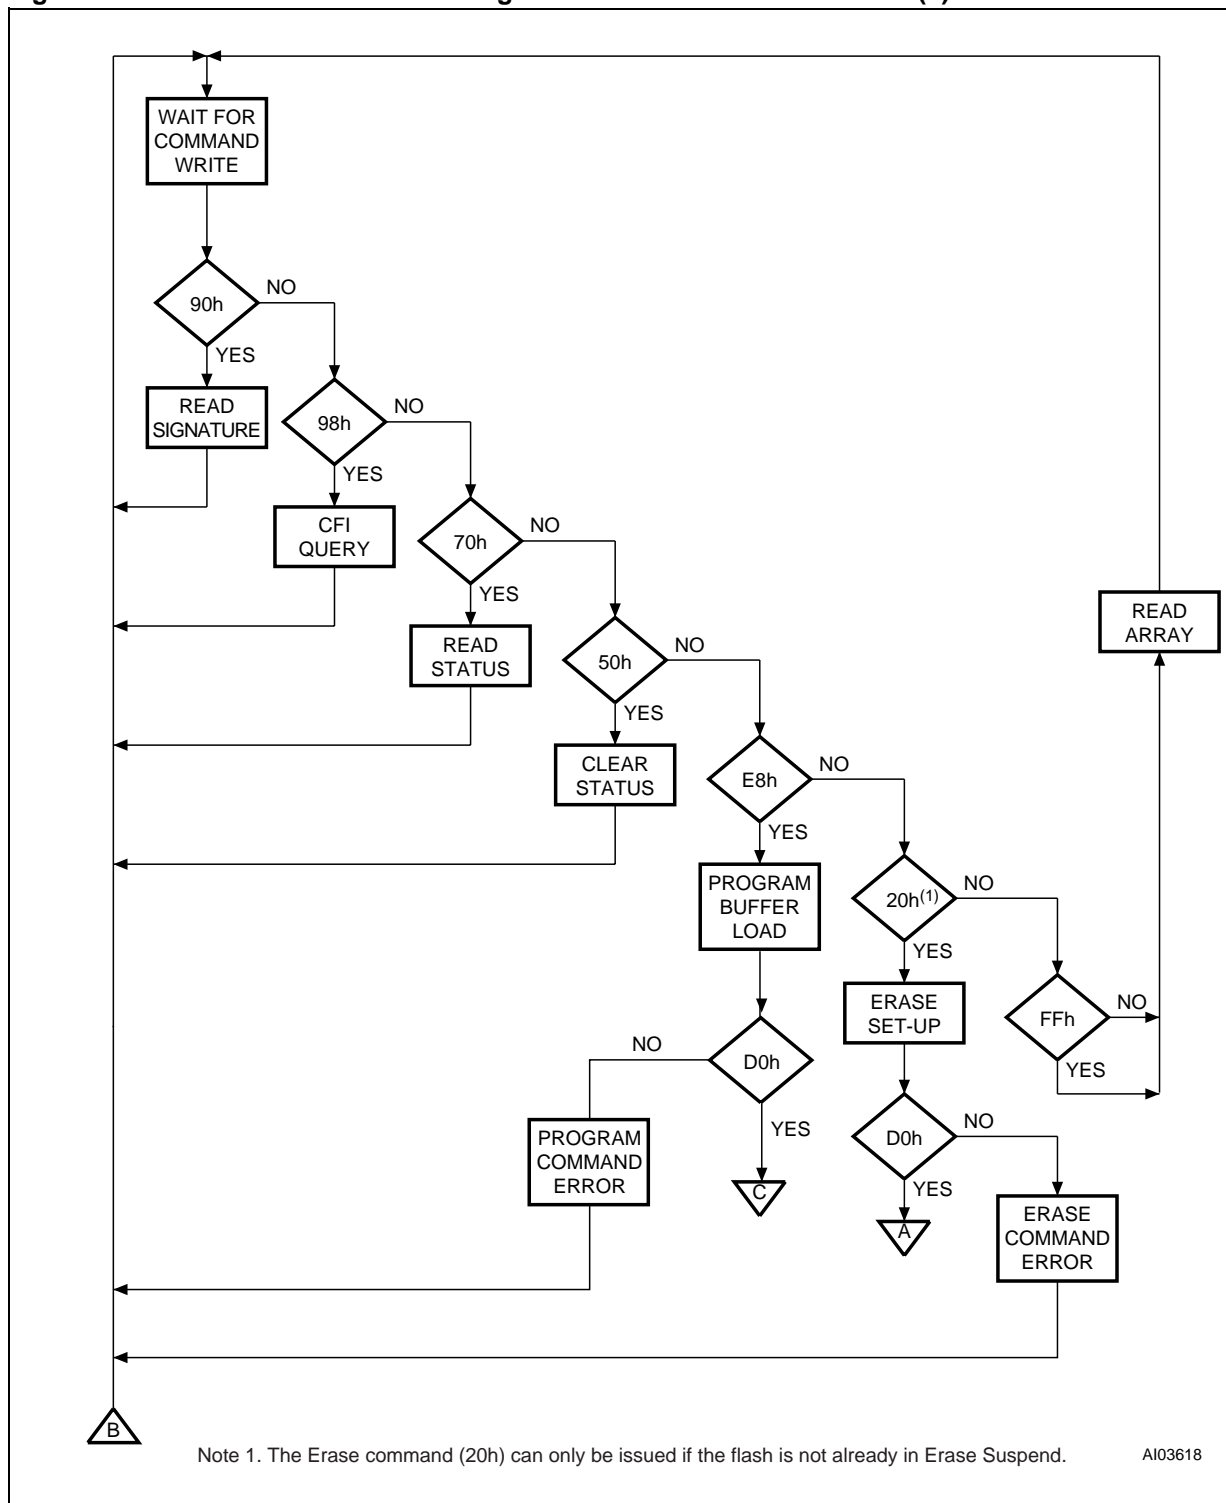 WAIT FOR
COMMAND
WRITE
90h
NO
YES
READ
SIGNATURE
98h
NO
YES
CFI
QUERY
70h
NO
YES
READ
STATUS
READ
ARRAY
50h
NO
YES
CLEAR
STATUS
E8h
NO
YES
PROGRAM
BUFFER
LOAD
20h(1)
NO
YES
ERASE
SET-UP
FFh
NO
YES
D0h
NO
YES
PROGRAM
COMMAND
ERROR
C
D0h
NO
YES
A
ERASE
COMMAND
ERROR
B
Note 1. The Erase command (20h) can only be issued if the flash is not already in Erase Suspend.
AI03618